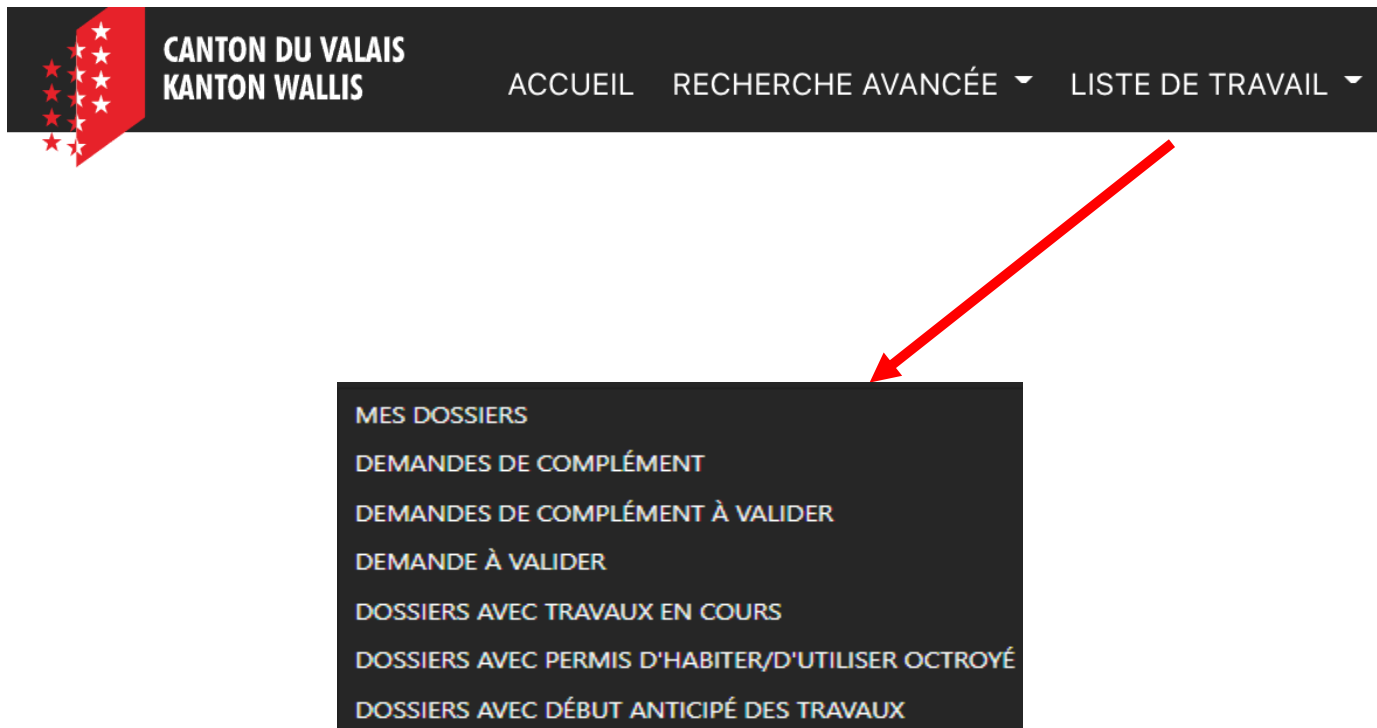 CANTON DU VALAIS
KANTON WALLIS
ACCUEIL RECHERCHE AVANCÉE LISTE DE TRAVAIL
MES DOSSIERS
DEMANDES DE COMPLÉMENT
DEMANDES DE COMPLÉMENT À VALIDER
DEMANDE À VALIDER
DOSSIERS AVEC TRAVAUX EN COURS
DOSSIERS AVEC PERMIS D'HABITER/D'UTILISER OCTROYÉ
DOSSIERS AVEC DÉBUT ANTICIPÉ DES TRAVAUX